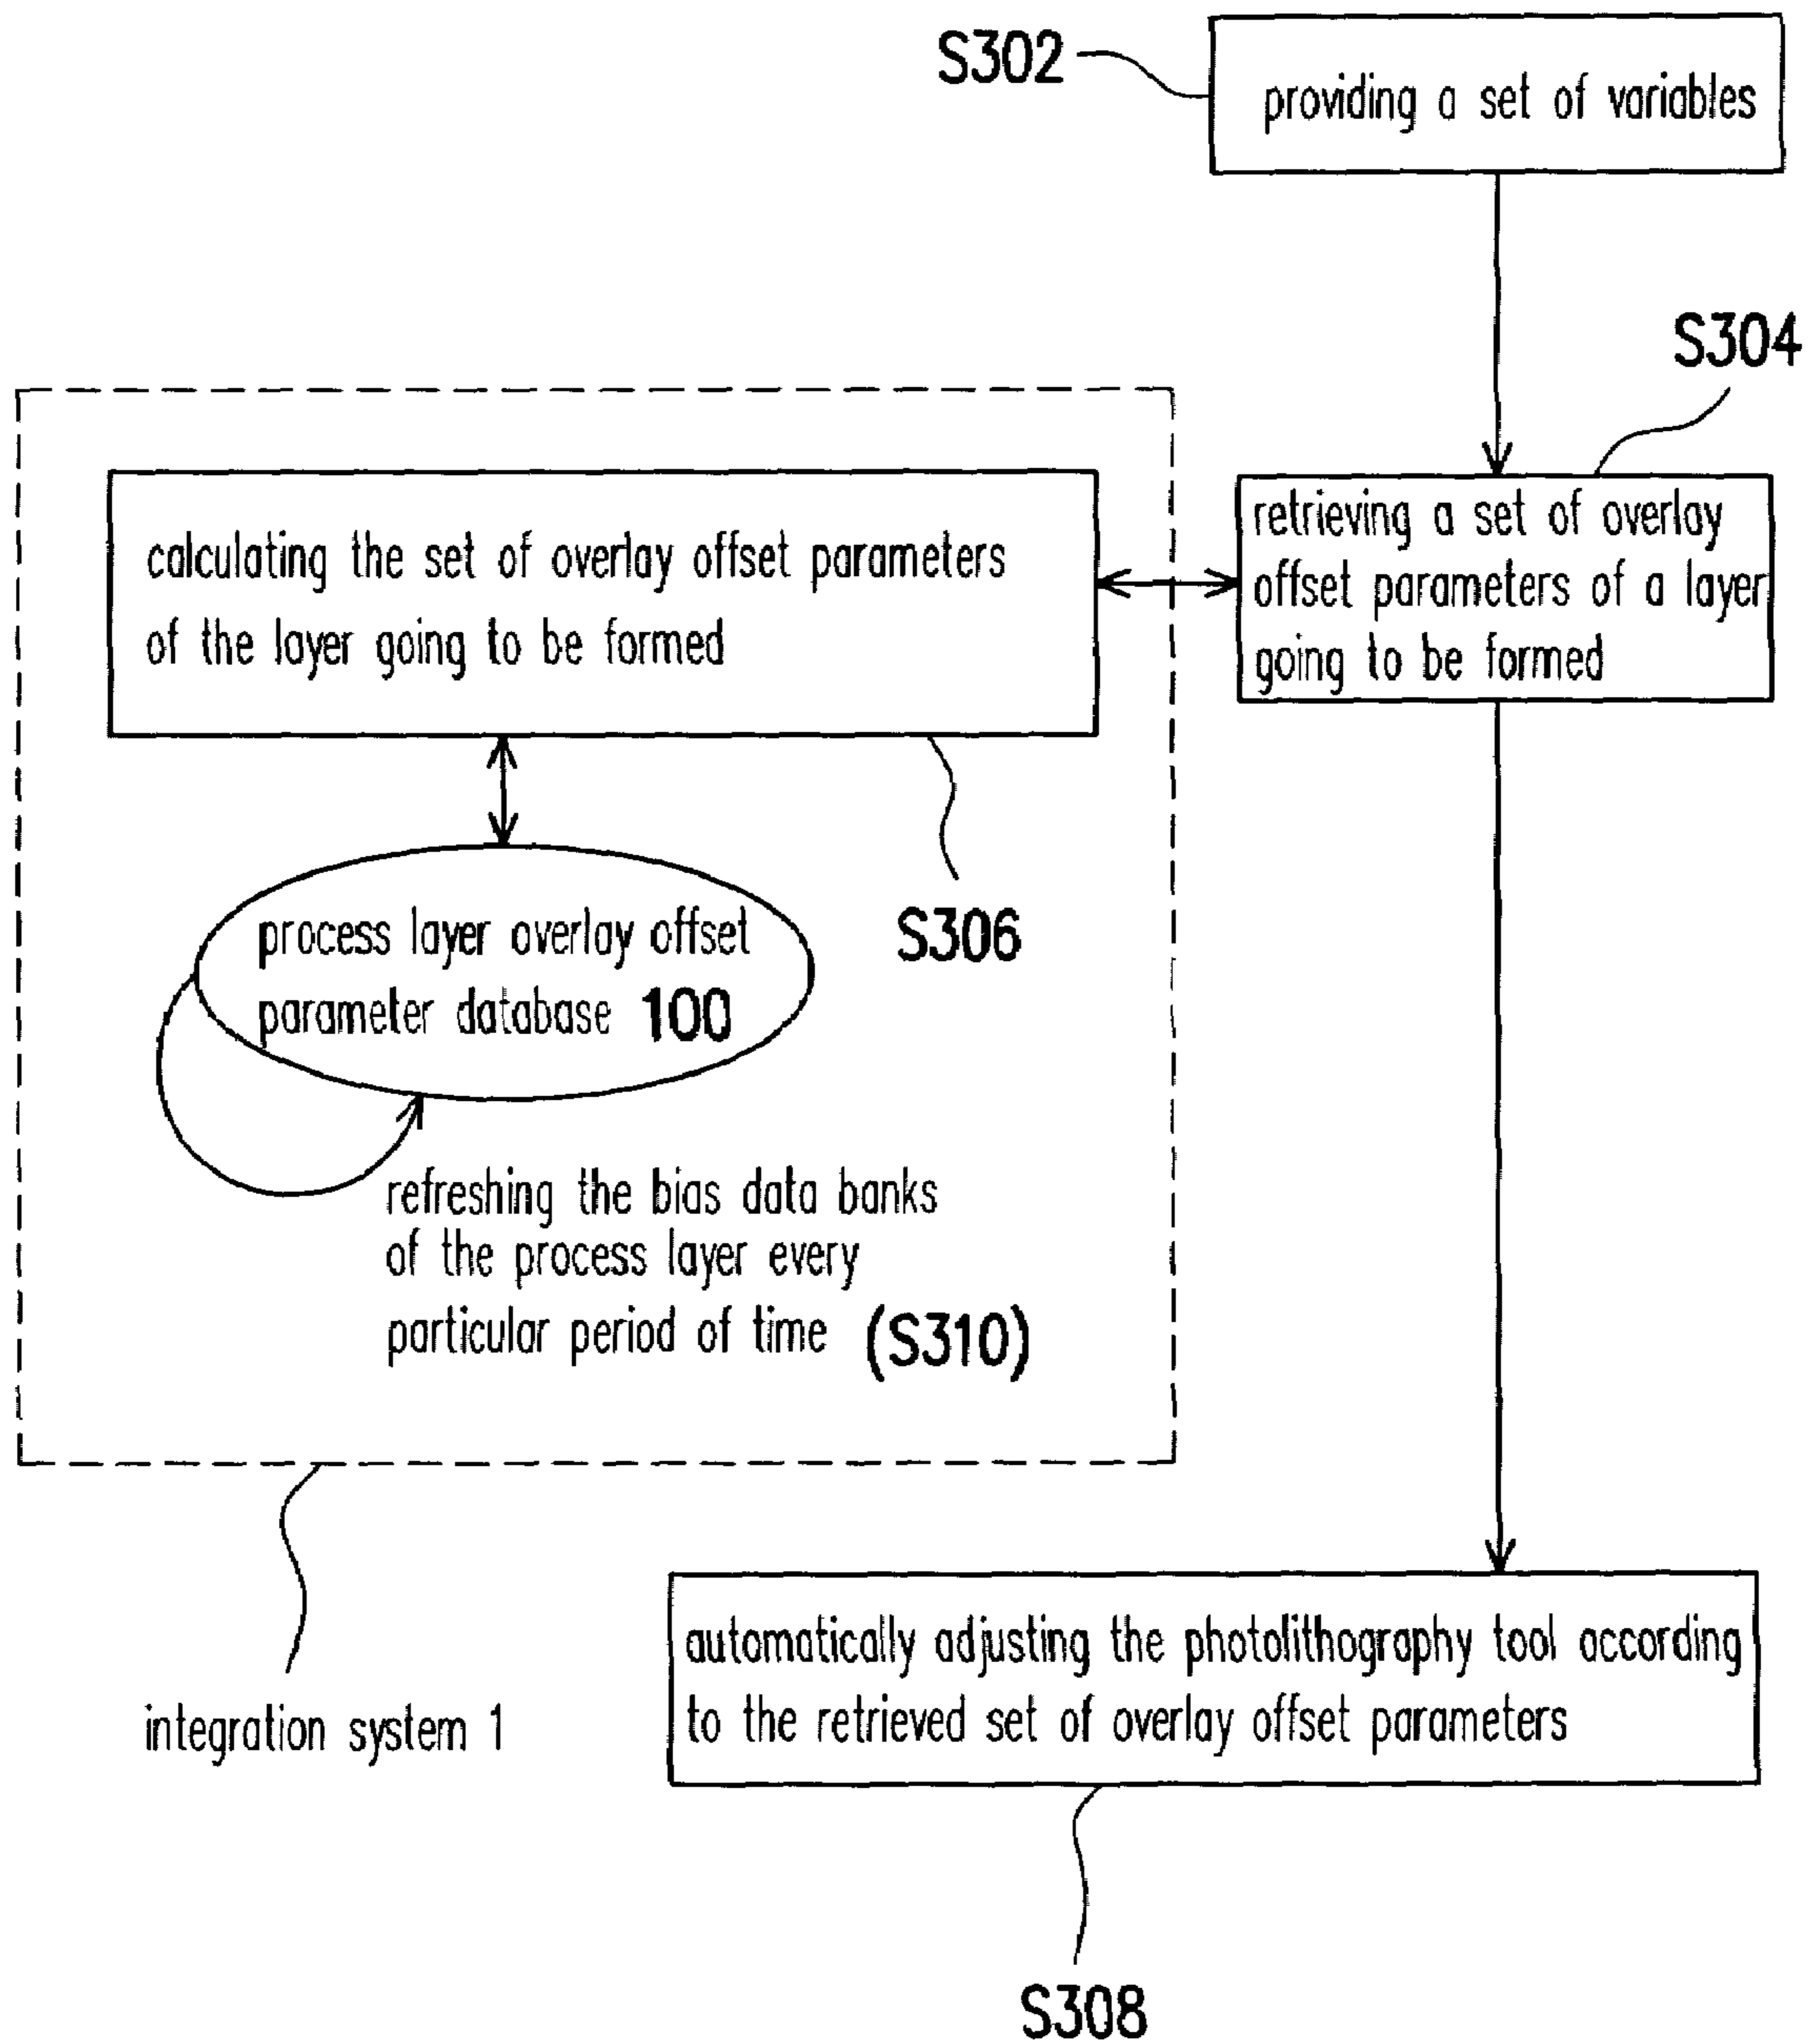 S302
providing a set of variables
S304
retrieving a set of overlay
offset parameters of a layer
going to be formed
calculating the set of overlay offset parameters
of the layer going to be formed
S306
process layer overlay offset
parameter database 100
refreshing the bias data banks
of the process layer every
particular period of time (S310)
integration system 1
automatically adjusting the photolithography tool according
to the retrieved set of overlay offset parameters
S308